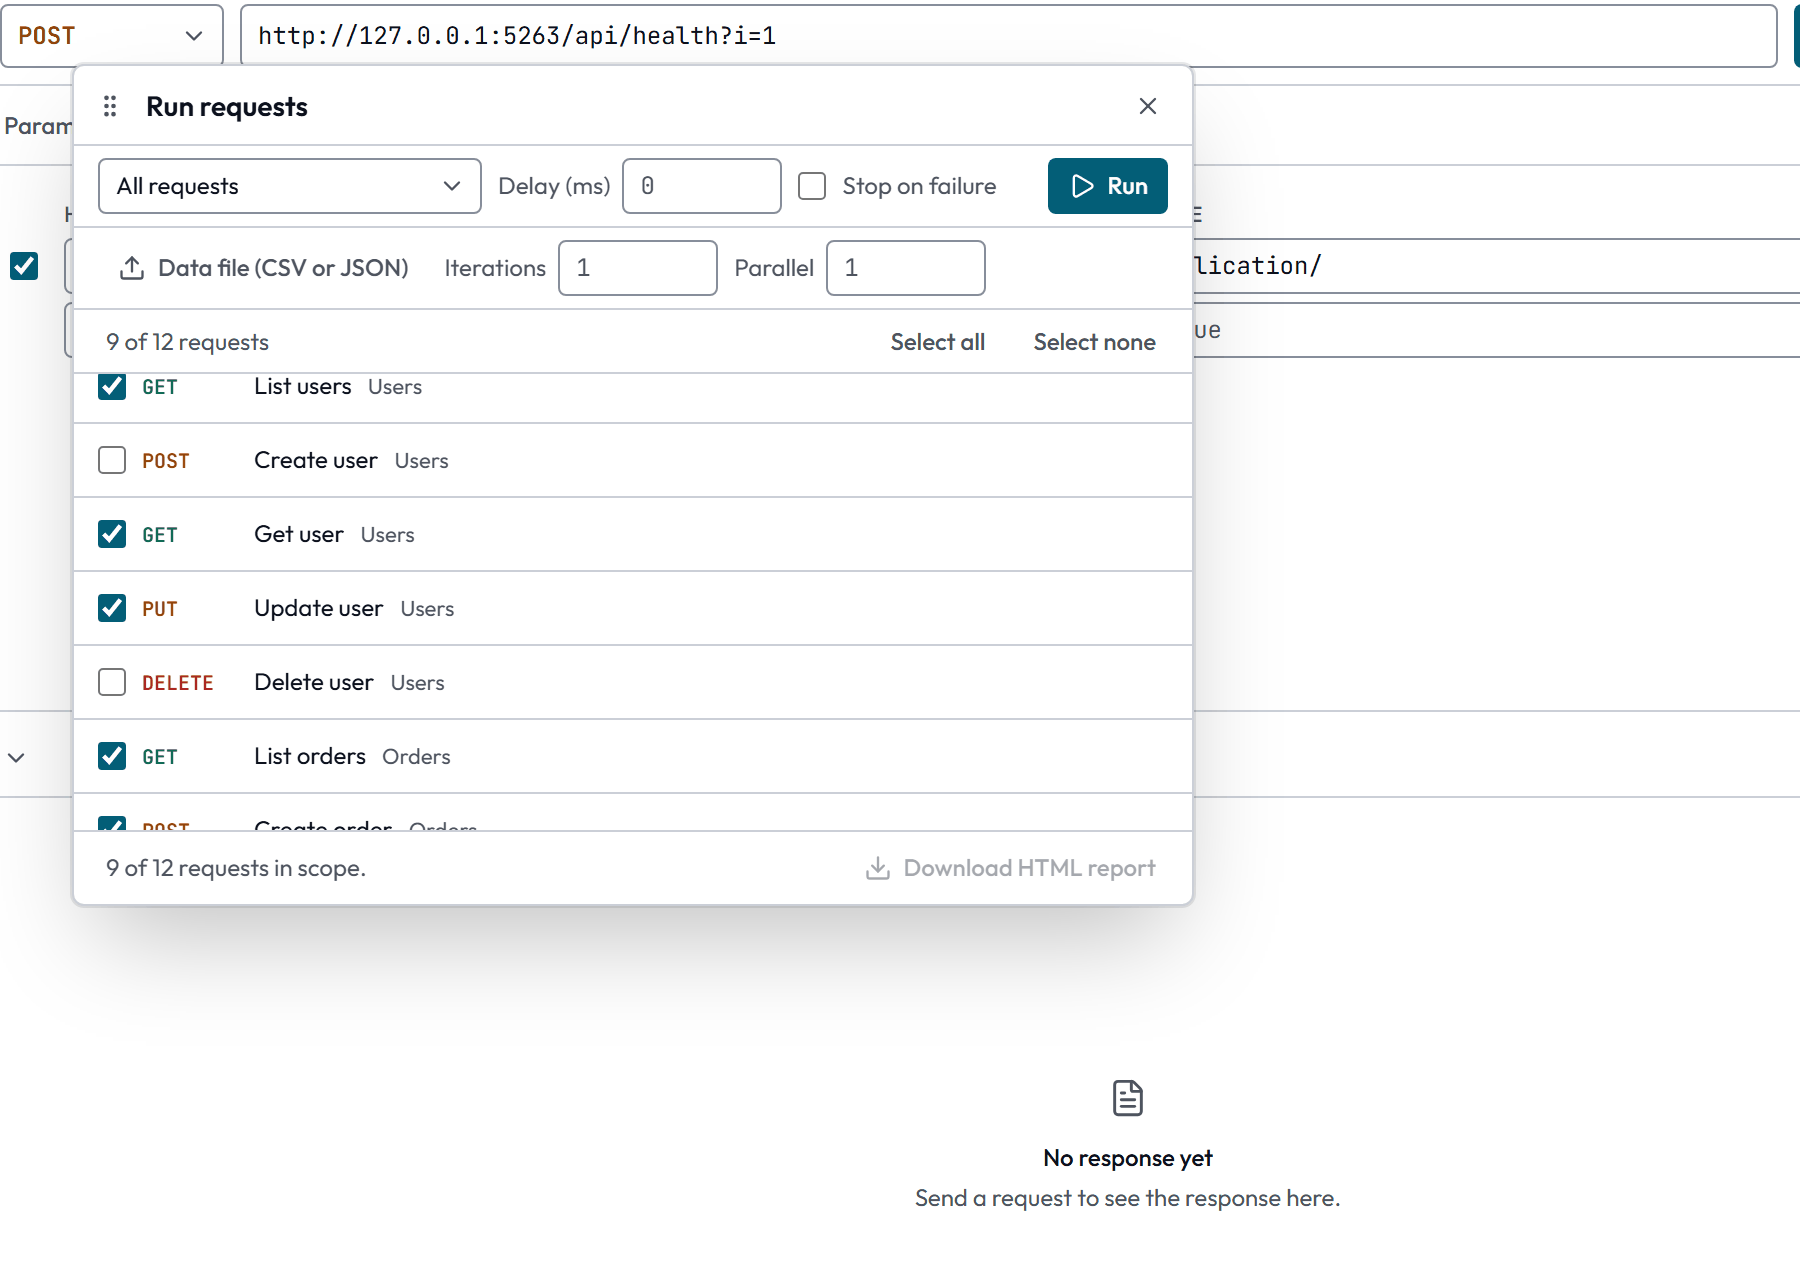 POST http://127.0.0.1:5263/api/health?i=1
Run requests
Param
All requests Delay (ms) 0 Stop on failure Run
Data file (CSV or JSON) Iterations 1 Parallel 1
lication/
9 of 12 requests Select all Select none
ue
GET List users Users
POST Create user Users
GET Get user Users
PUT Update user Users
DELETE Delete user Users
GET List orders Orders
POST Create order Orders
9 of 12 requests in scope. Download HTML report
No response yet
Send a request to see the response here.